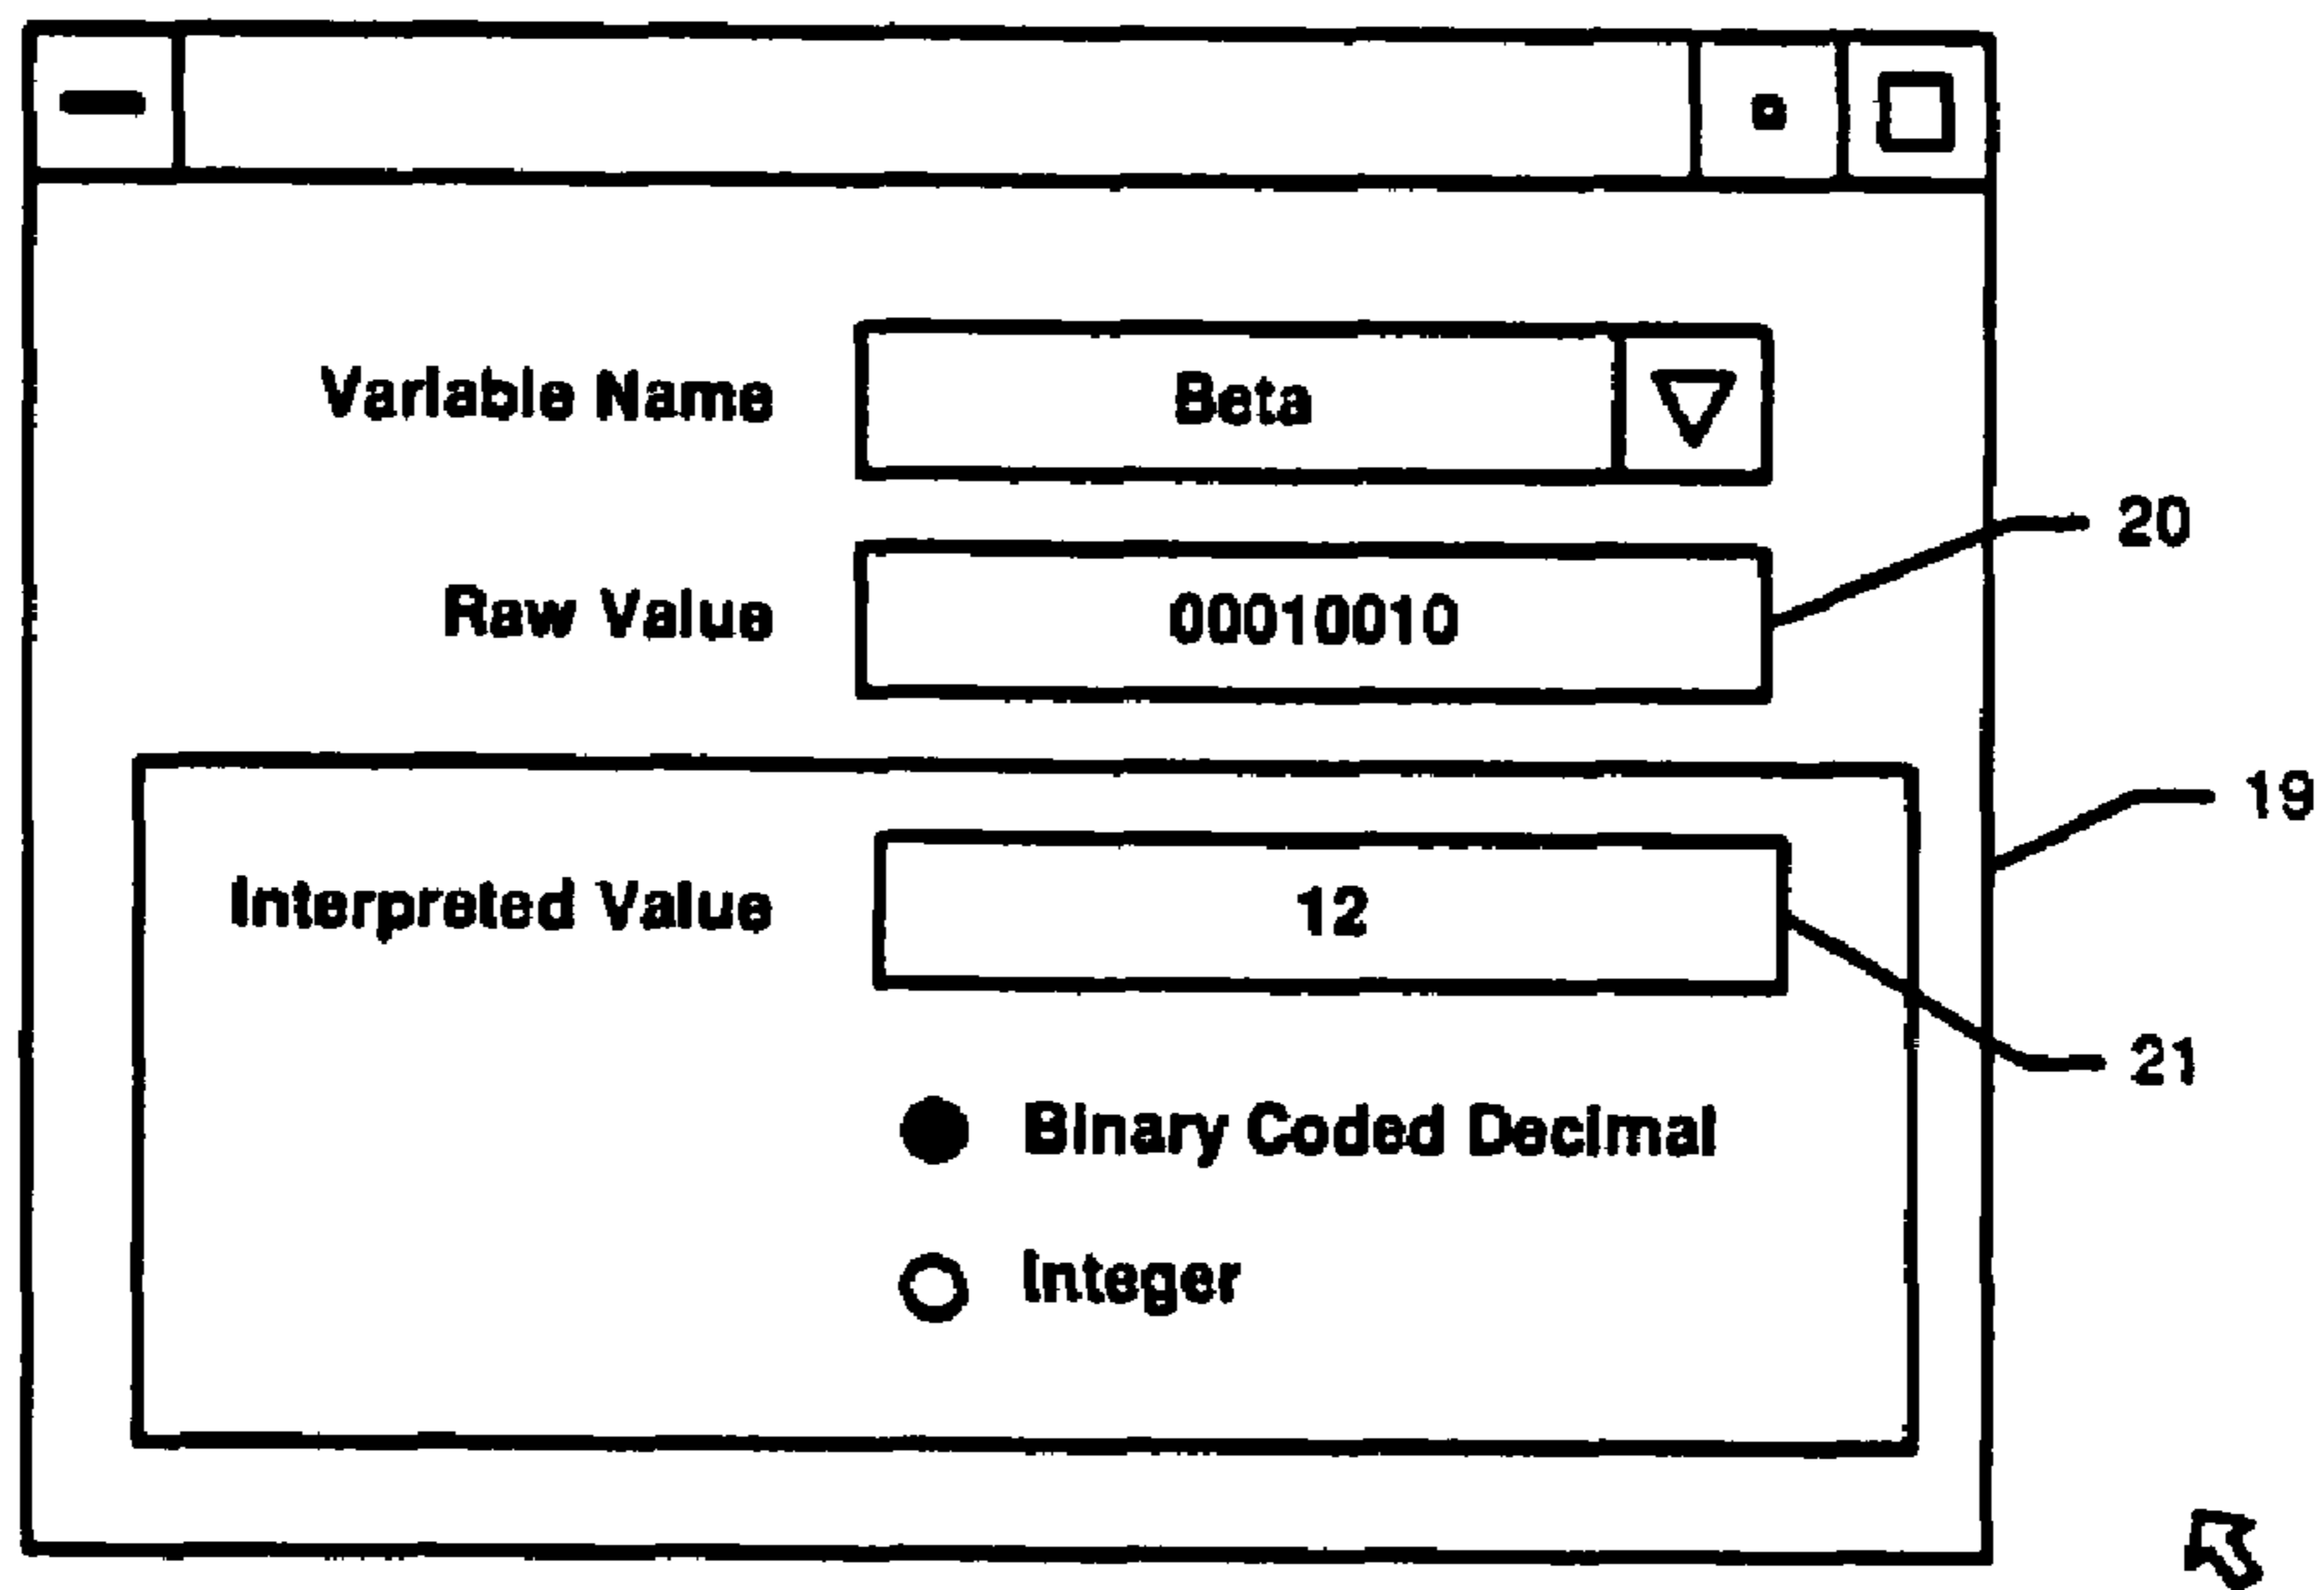 Variable Name Beta
20
Raw Value 00010010
19
Interpreted Value 12
21
Binary Coded Decimal
Integer